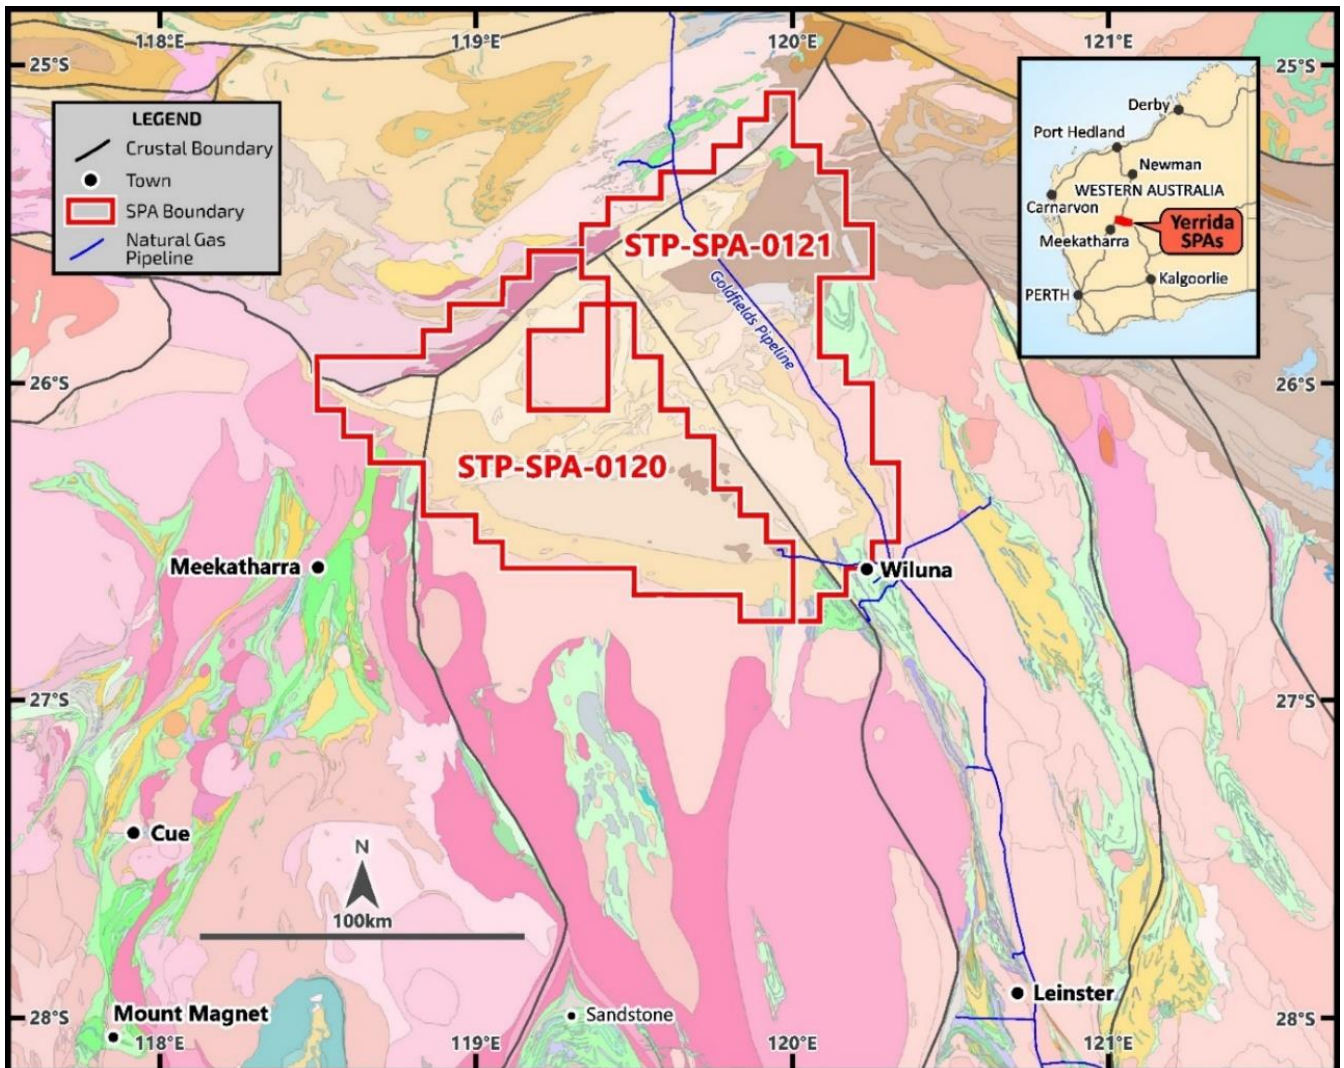 118°E
119°E
120°E
121°E
25°S
25°S
LEGEND
Crustal Boundary
Town
SPA Boundary
Natural Gas
Pipeline
Derby
Port Hedland
Newman
WESTERN AUSTRALIA
Carnarvon
Meekatharra
Yerrida
SPAs
Kalgoorlie
PERTH
STP-SPA-0121
Goldfields Pipeline
26°S
26°S
STP-SPA-0120
Meekatharra
Wiluna
27°S
27°S
Cue
N
100km
Leinster
Mount Magnet
Sandstone
28°S
28°S
118°E
119°E
120°E
121°E